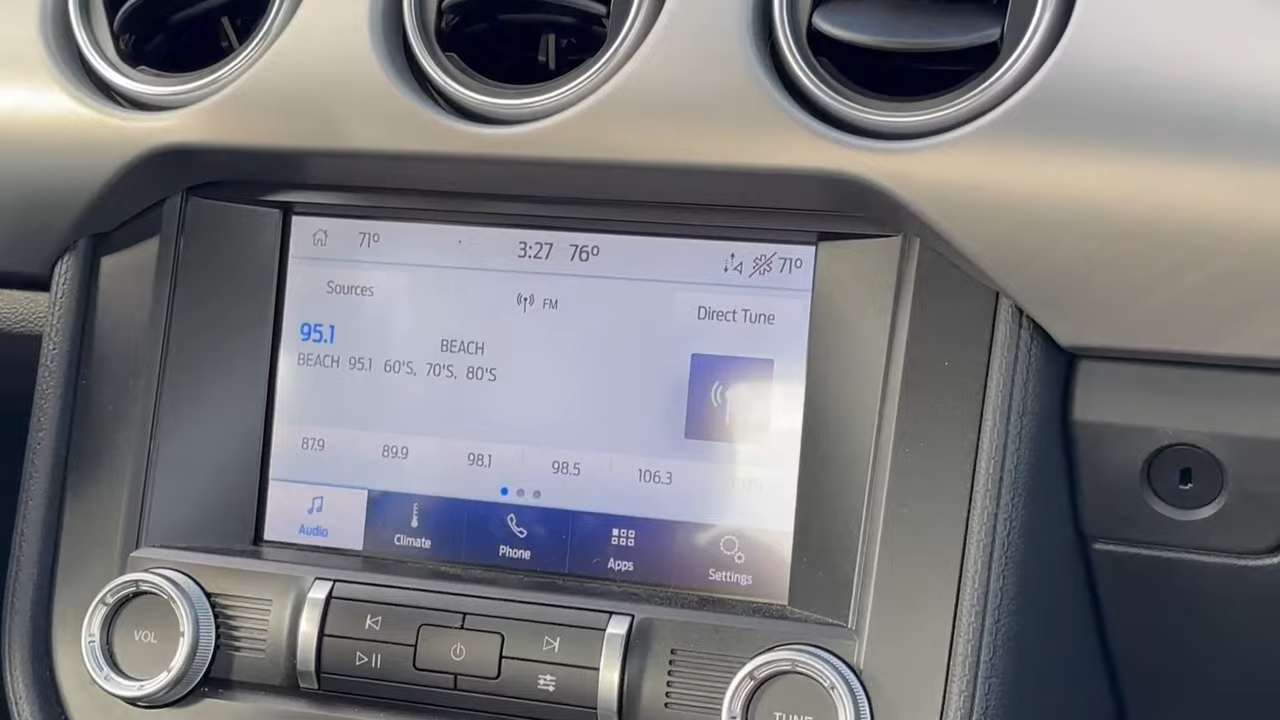 71° 3:27 76° 71°
Sources FM Direct Tune
95.1 BEACH
BEACH 95.1 60'S, 70'S, 80'S
87.9 89.9 98.1 98.5 106.3
Audio Climate Phone Apps Settings
VOL
TUNE